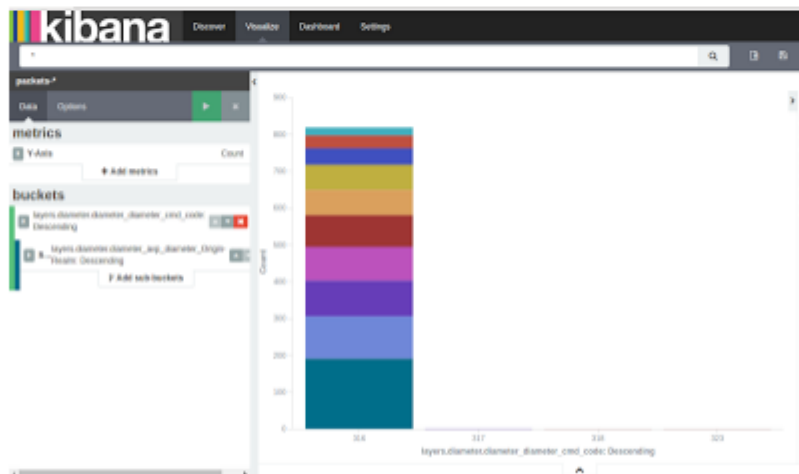 kibana
Discover Visualize Dashboard Settings
*
packets-*
Data Options
metrics
Y-Axis Count
+ Add metrics
buckets
layers.diameter.diameter_diameter_cmd_code:
Descending
S... layers.diameter.diameter_avp_diameter_Origin-
Realm: Descending
Add sub-buckets
900
800
700
600
500
400
300
200
100
0
Count
316 317 318 323
layers.diameter.diameter_diameter_cmd_code: Descending